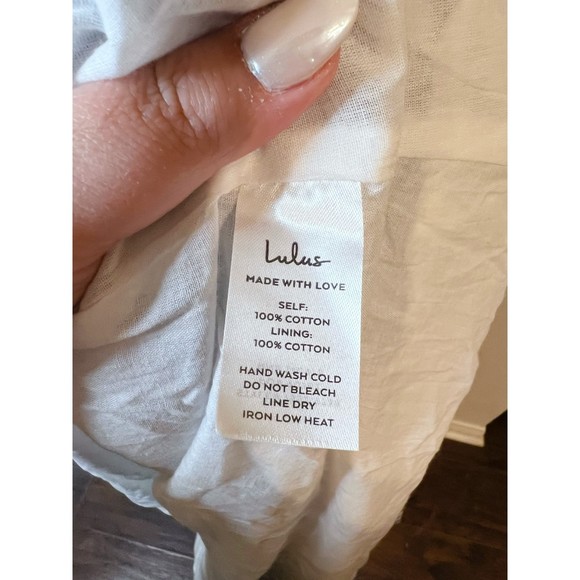 Lulus
MADE WITH LOVE
SELF:
100% COTTON
LINING:
100% COTTON
HAND WASH COLD
DO NOT BLEACH
LINE DRY
IRON LOW HEAT